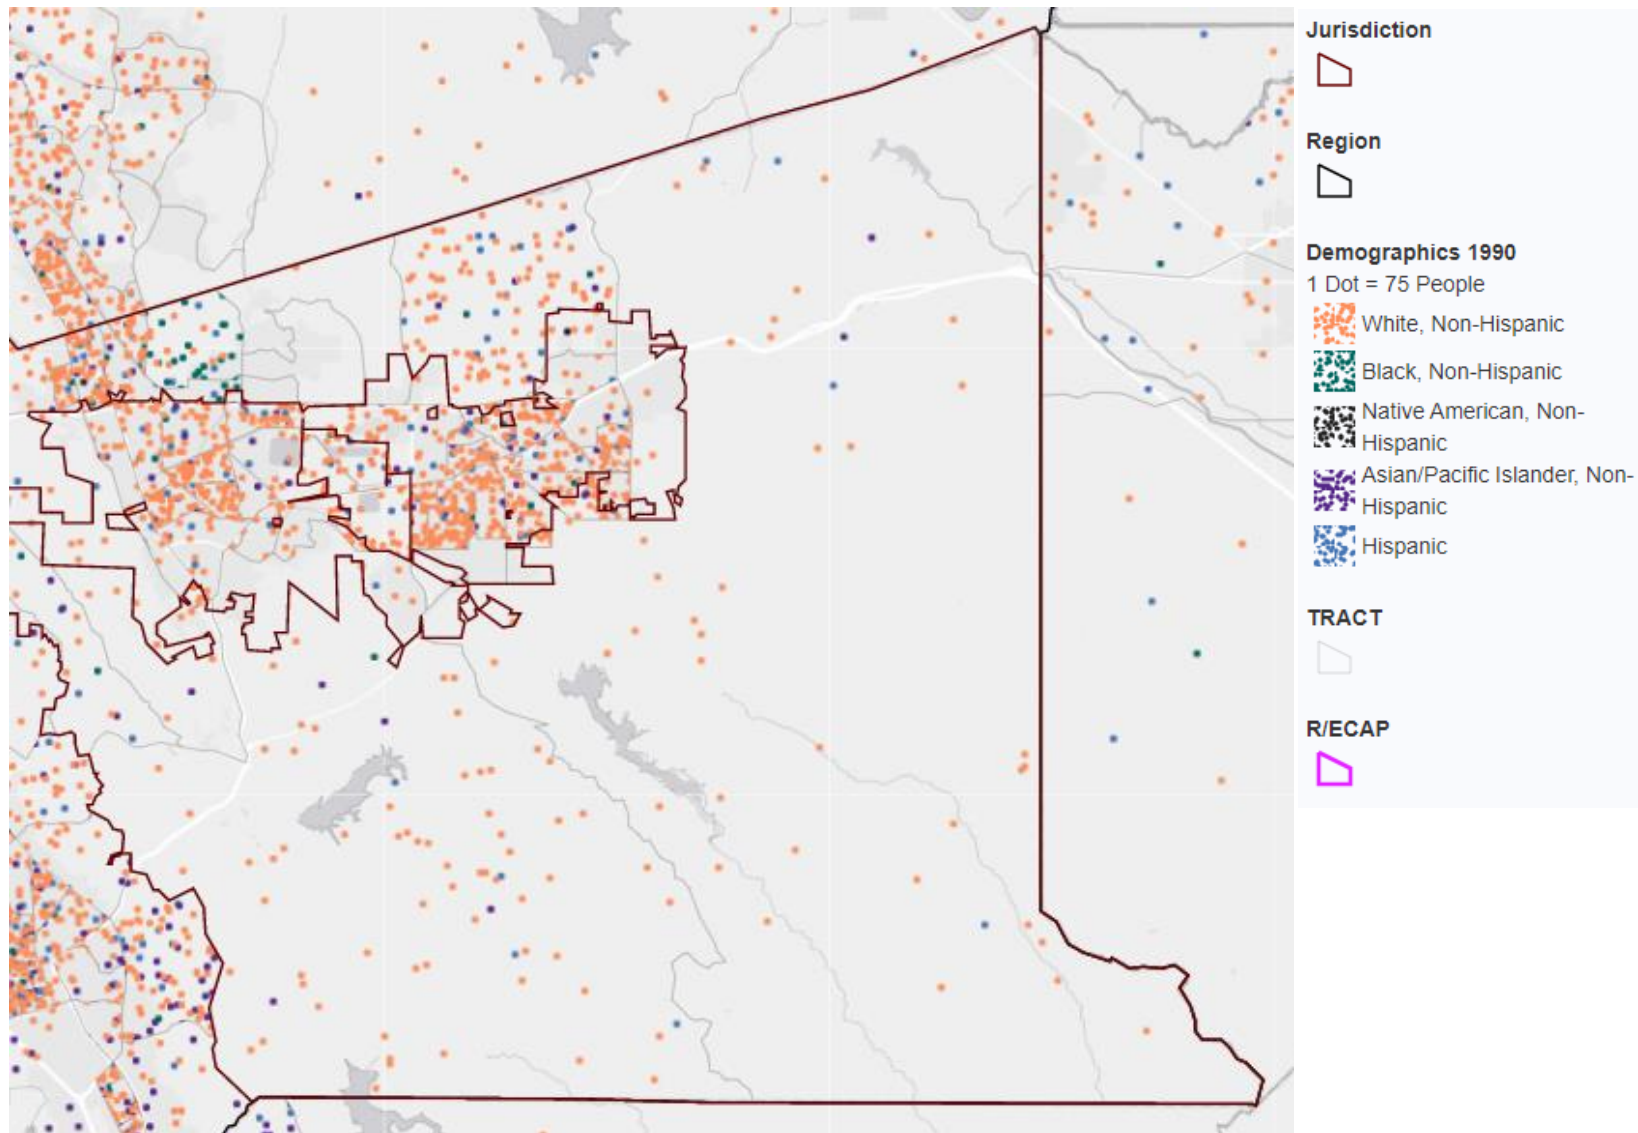 Jurisdiction
Region
Demographics 1990
1 Dot = 75 People
White, Non-Hispanic
Black, Non-Hispanic
Native American, Non-
Hispanic
Asian/Pacific Islander, Non-
Hispanic
Hispanic
TRACT
R/ECAP